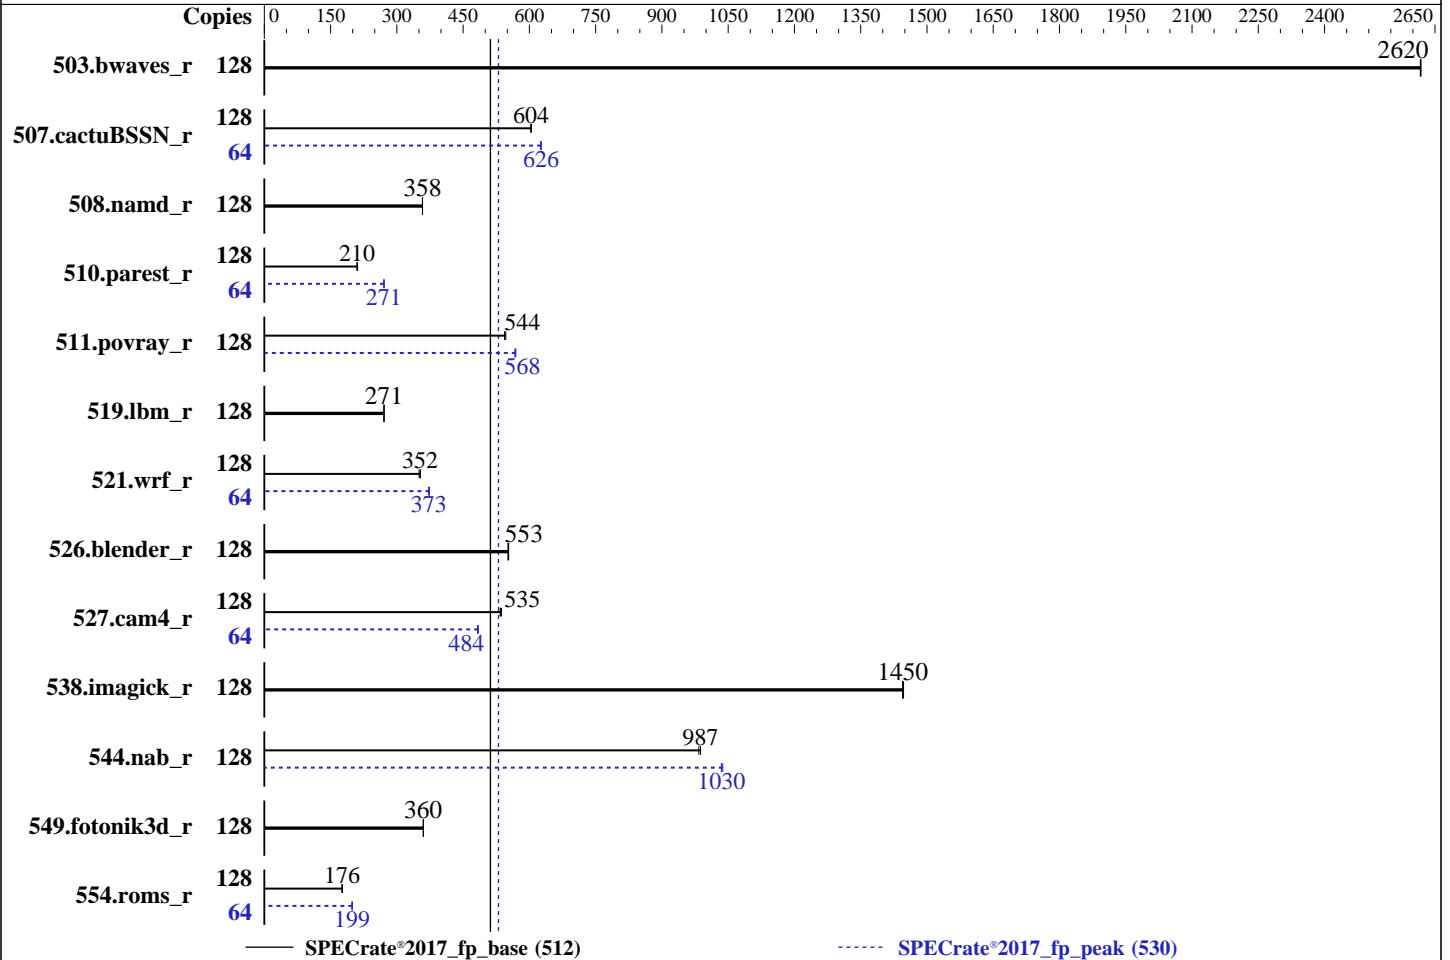 Copies 0 150 300 450 600 750 900 1050 1200 1350 1500 1650 1800 1950 2100 2250 2400 2650
503.bwaves_r 128 2620
507.cactuBSSN_r 128 604
64 626
508.namd_r 128 358
510.parest_r 128 210
64 271
511.povray_r 128 544
568
519.lbm_r 128 271
521.wrf_r 128 352
64 373
526.blender_r 128 553
527.cam4_r 128 535
64 484
538.imagick_r 128 1450
544.nab_r 128 987
1030
549.fotonik3d_r 128 360
554.roms_r 128 176
64 199
SPECrate®2017_fp_base (512) SPECrate®2017_fp_peak (530)